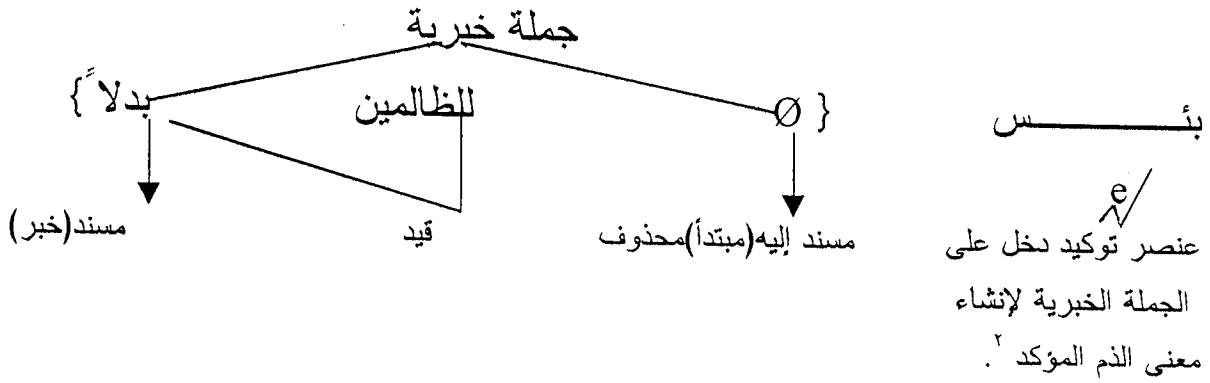 جملة خبرية
بئـــــــس { Ø للظالمين بدلاً }
e
مسند إليه(مبتدأ)محذوف قيد مسند(خبر)
عنصر توكيد دخل على
الجملة الخبرية لإنشاء
معنى الذم المؤكد ٢.